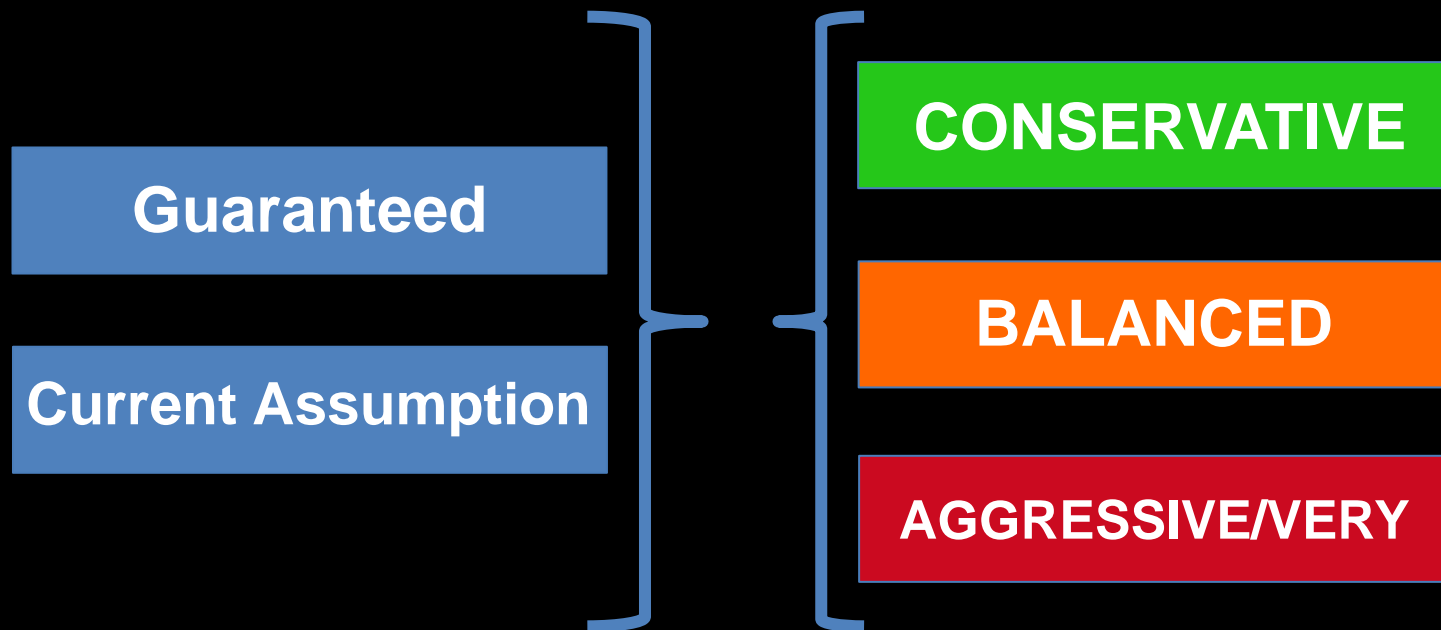 Guaranteed
Current Assumption
CONSERVATIVE
BALANCED
AGGRESSIVE/VERY